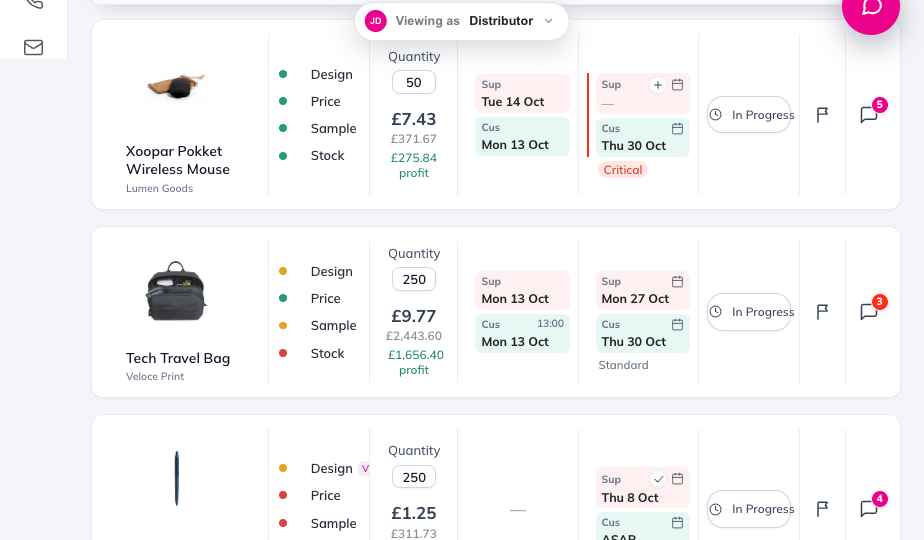 JD Viewing as Distributor
Xoopar Pokket
Wireless Mouse
Lumen Goods
Design
Price
Sample
Stock
Quantity
50
£7.43
£371.67
£275.84
profit
Sup
Tue 14 Oct
Cus
Mon 13 Oct
Sup
—
Cus
Thu 30 Oct
Critical
In Progress
5
Tech Travel Bag
Veloce Print
Design
Price
Sample
Stock
Quantity
250
£9.77
£2,443.60
£1,656.40
profit
Sup
Mon 13 Oct
Cus 13:00
Mon 13 Oct
Sup
Mon 27 Oct
Cus
Thu 30 Oct
Standard
In Progress
3
Design V
Price
Sample
Quantity
250
£1.25
£311.73
—
Sup
Thu 8 Oct
Cus
ASAP
In Progress
4